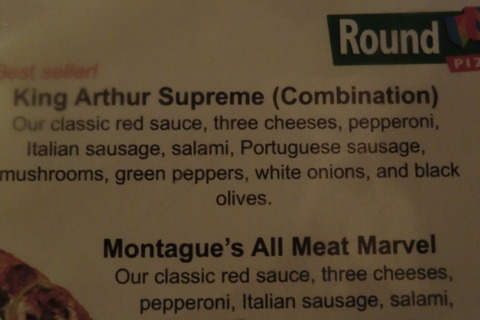 Round
PIZ
Best seller!
King Arthur Supreme (Combination)
Our classic red sauce, three cheeses, pepperoni,
Italian sausage, salami, Portuguese sausage,
mushrooms, green peppers, white onions, and black
olives.
Montague's All Meat Marvel
Our classic red sauce, three cheeses,
pepperoni, Italian sausage, salami,